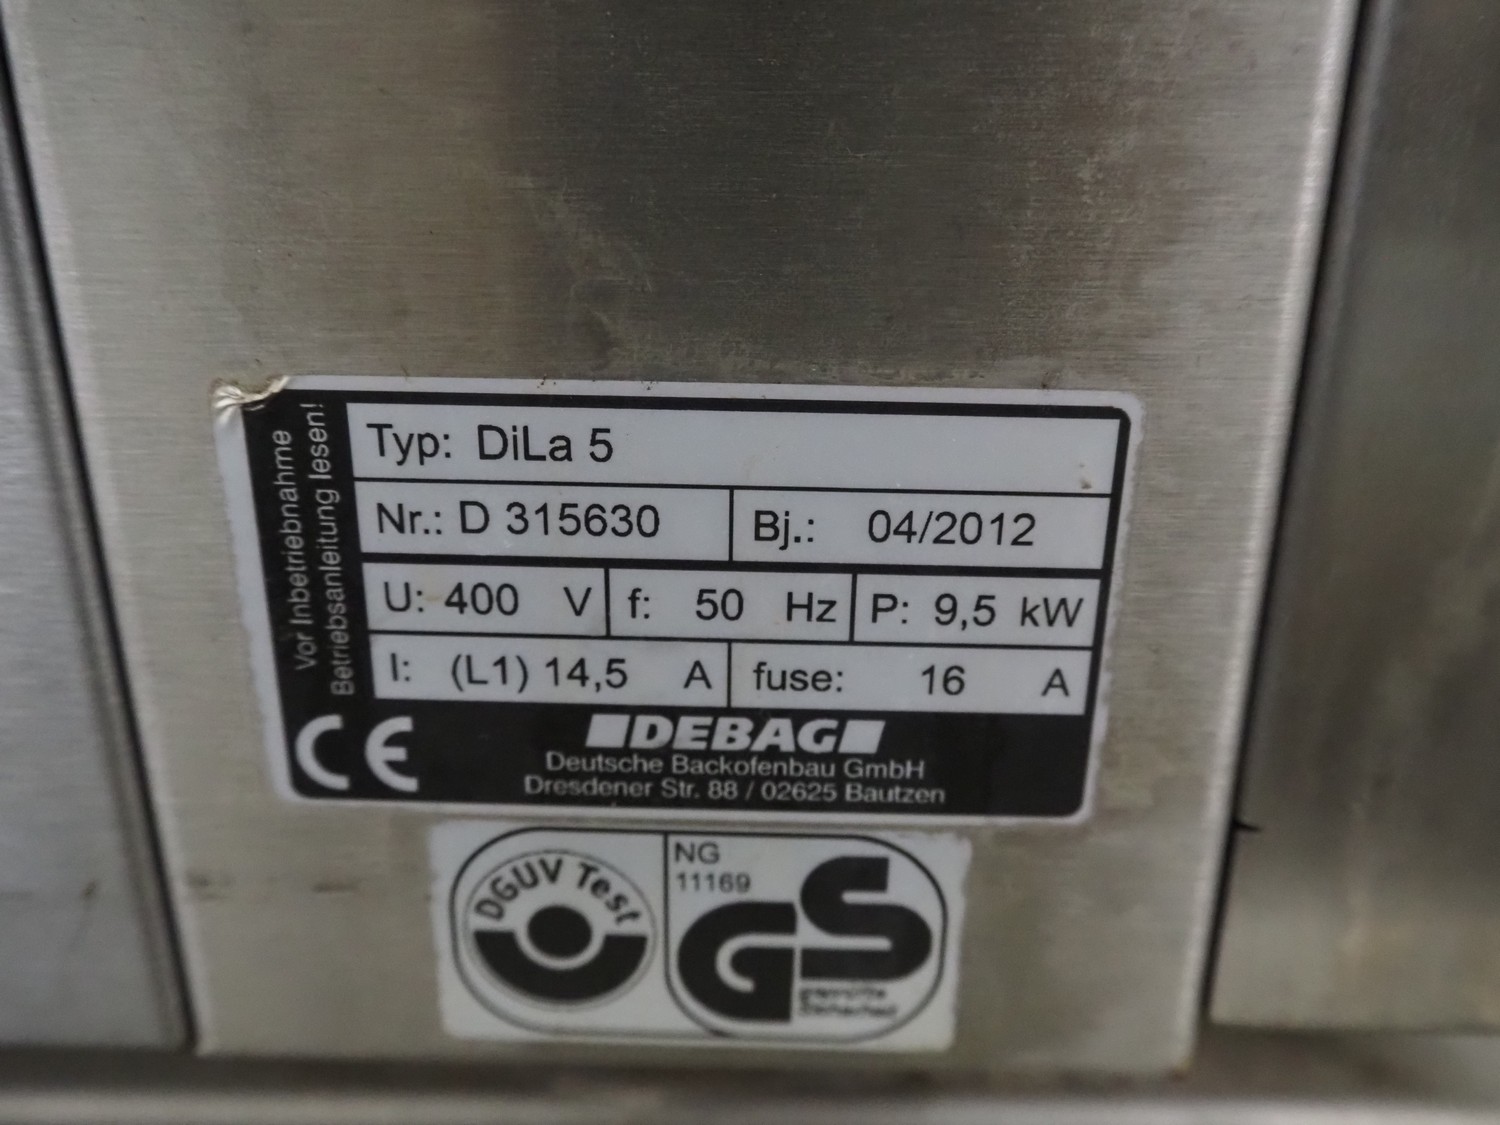 Vor Inbetriebnahme
Betriebsanleitung lesen!
Typ: DiLa 5
Nr.: D 315630 Bj.: 04/2012
U: 400 V f: 50 Hz P: 9,5 kW
I: (L1) 14,5 A fuse: 16 A
CE
DEBAG
Deutsche Backofenbau GmbH
Dresdener Str. 88 / 02625 Bautzen
DGUV Test
NG
11169
GS
geprüfte
Sicherheit